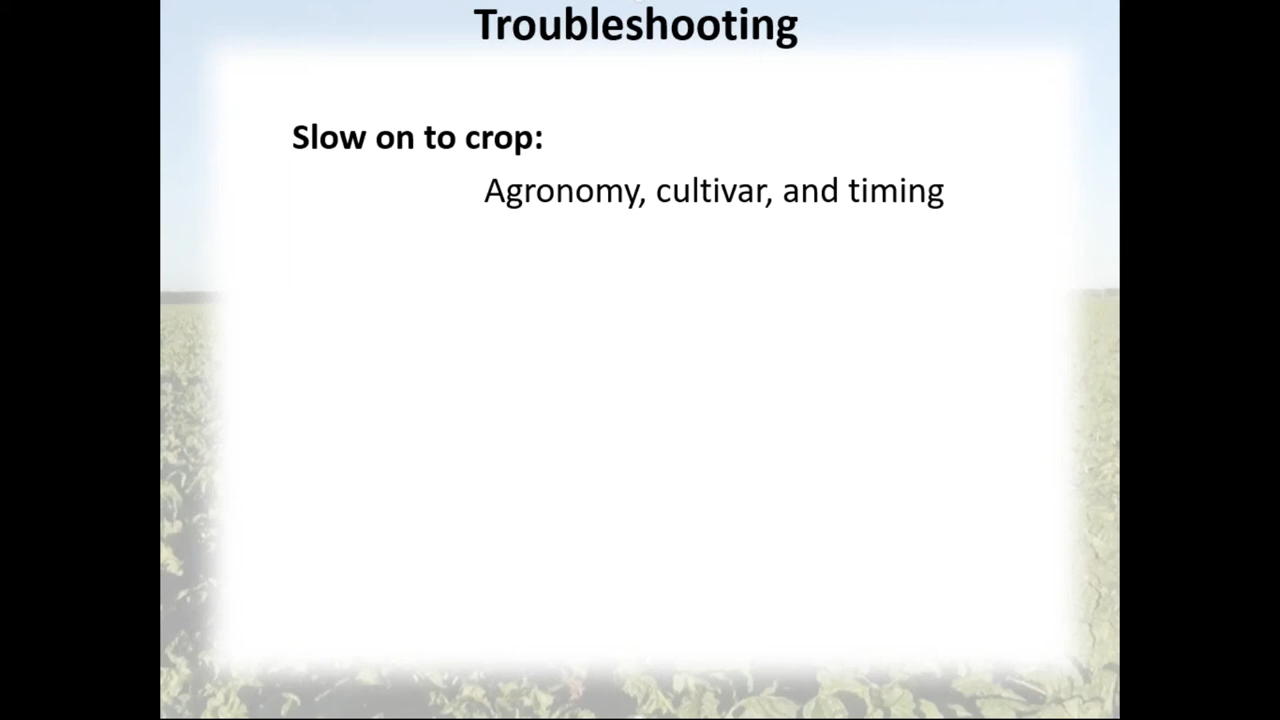 Troubleshooting
Slow on to crop:
Agronomy, cultivar, and timing